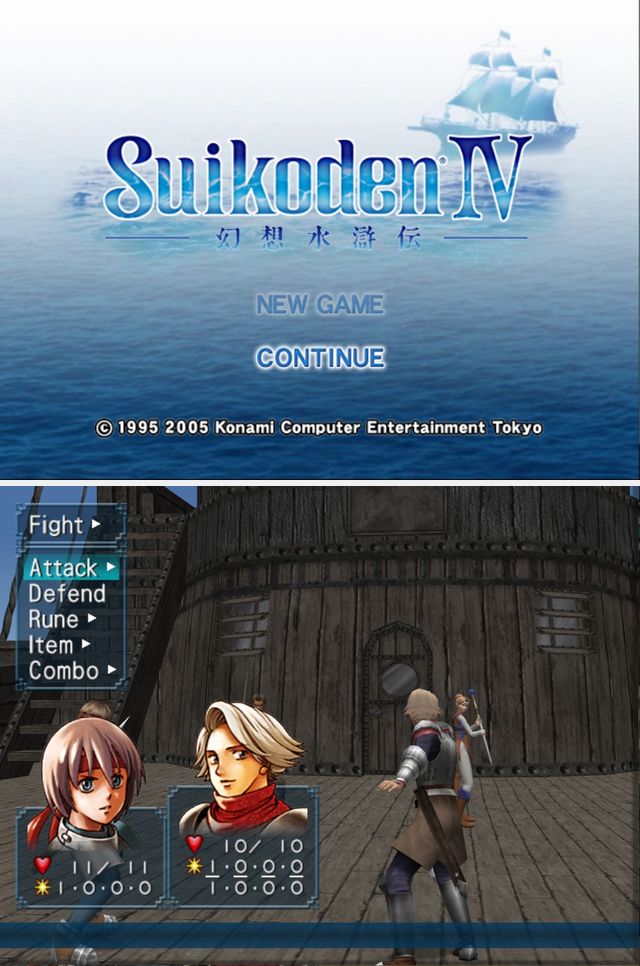 Suikoden IV
幻想水滸伝
NEW GAME
CONTINUE
© 1995 2005 Konami Computer Entertainment Tokyo
Fight
Attack
Defend
Rune
Item
Combo
11/ 11
1・0・0・0
10/ 10
1・0・0・0
1・0・0・0